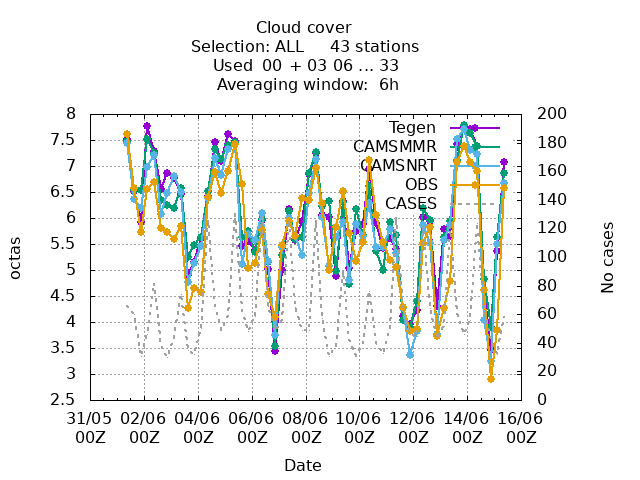 Cloud cover
Selection: ALL 43 stations
Used 00 + 03 06 ... 33
Averaging window: 6h
8
7.5
7
6.5
6
5.5
5
4.5
4
3.5
3
2.5
octas
200
180
160
140
120
100
80
60
40
20
0
No cases
Tegen
CAMSMMR
CAMSNRT
OBS
CASES
31/05 02/06 04/06 06/06 08/06 10/06 12/06 14/06 16/06
00Z 00Z 00Z 00Z 00Z 00Z 00Z 00Z 00Z
Date